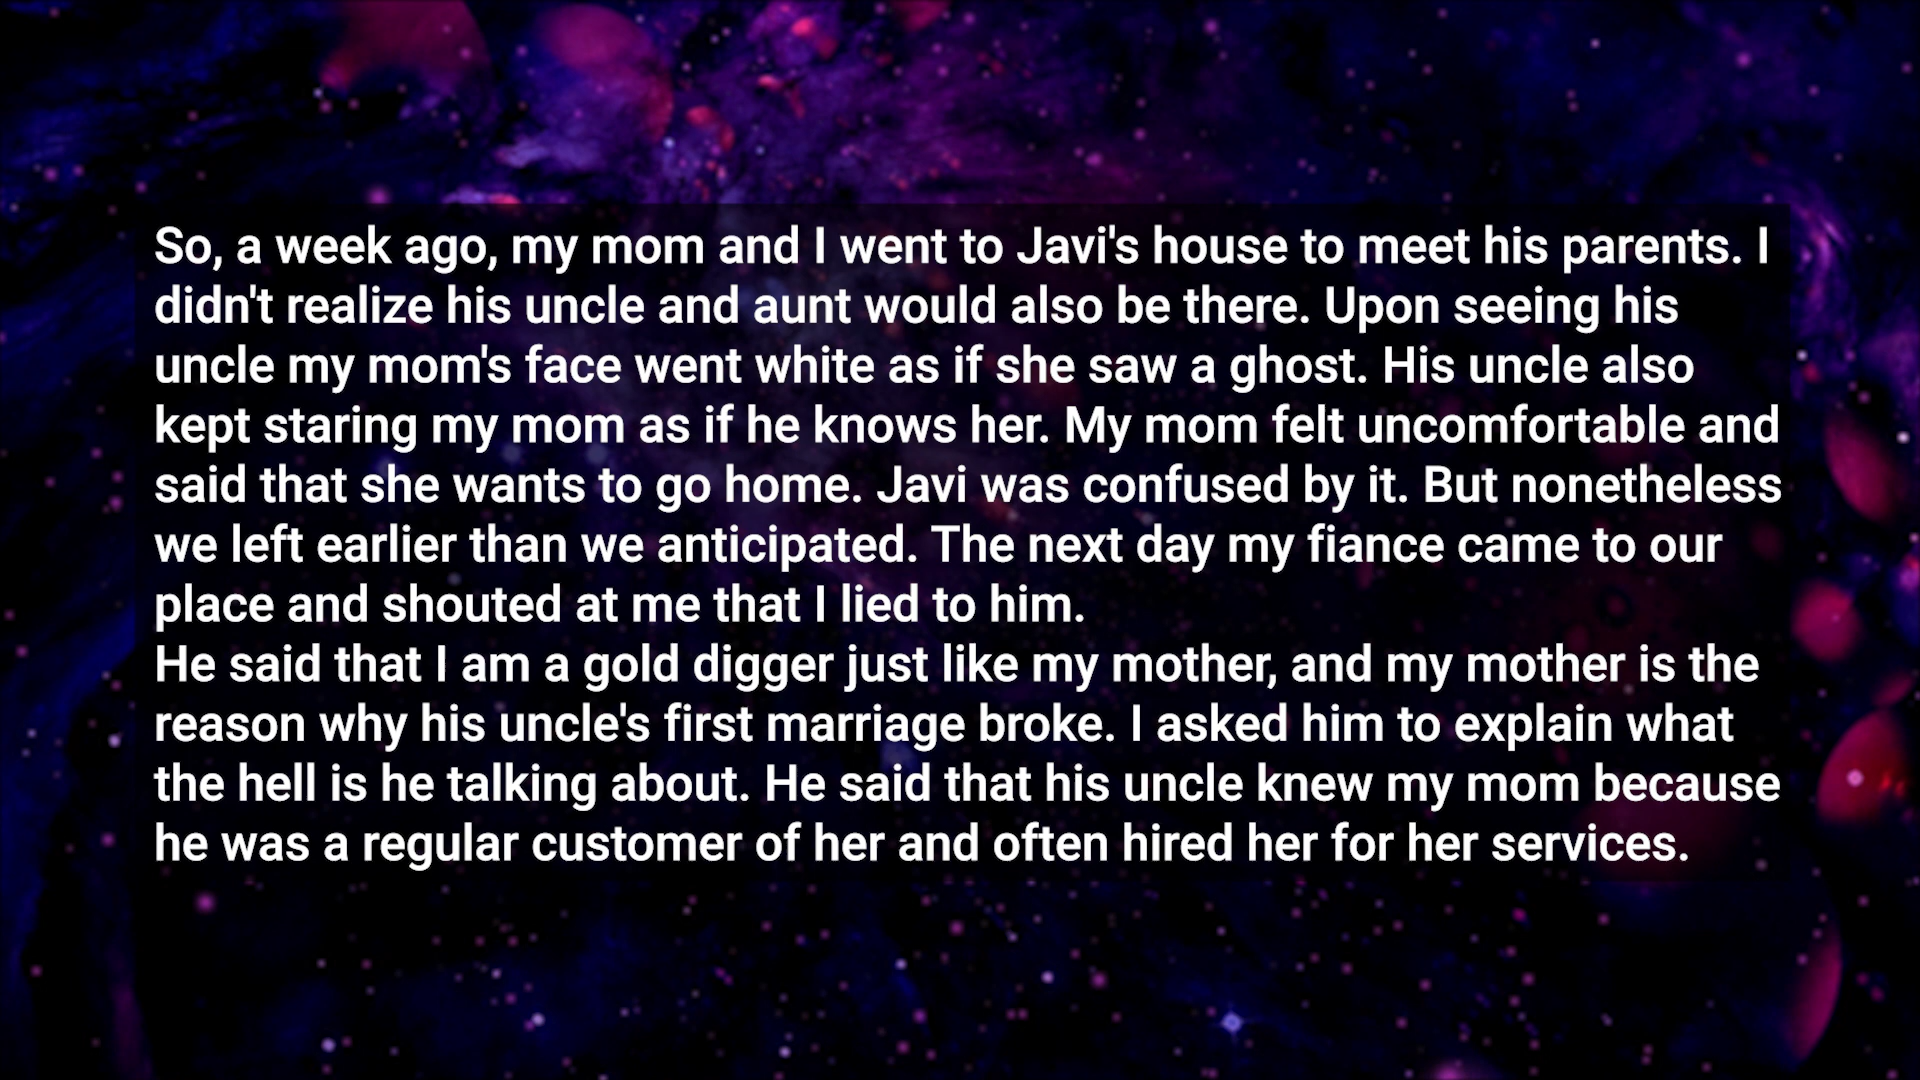 So, a week ago, my mom and I went to Javi's house to meet his parents. I
didn't realize his uncle and aunt would also be there. Upon seeing his
uncle my mom's face went white as if she saw a ghost. His uncle also
kept staring my mom as if he knows her. My mom felt uncomfortable and
said that she wants to go home. Javi was confused by it. But nonetheless
we left earlier than we anticipated. The next day my fiance came to our
place and shouted at me that I lied to him.
He said that I am a gold digger just like my mother, and my mother is the
reason why his uncle's first marriage broke. I asked him to explain what
the hell is he talking about. He said that his uncle knew my mom because
he was a regular customer of her and often hired her for her services.